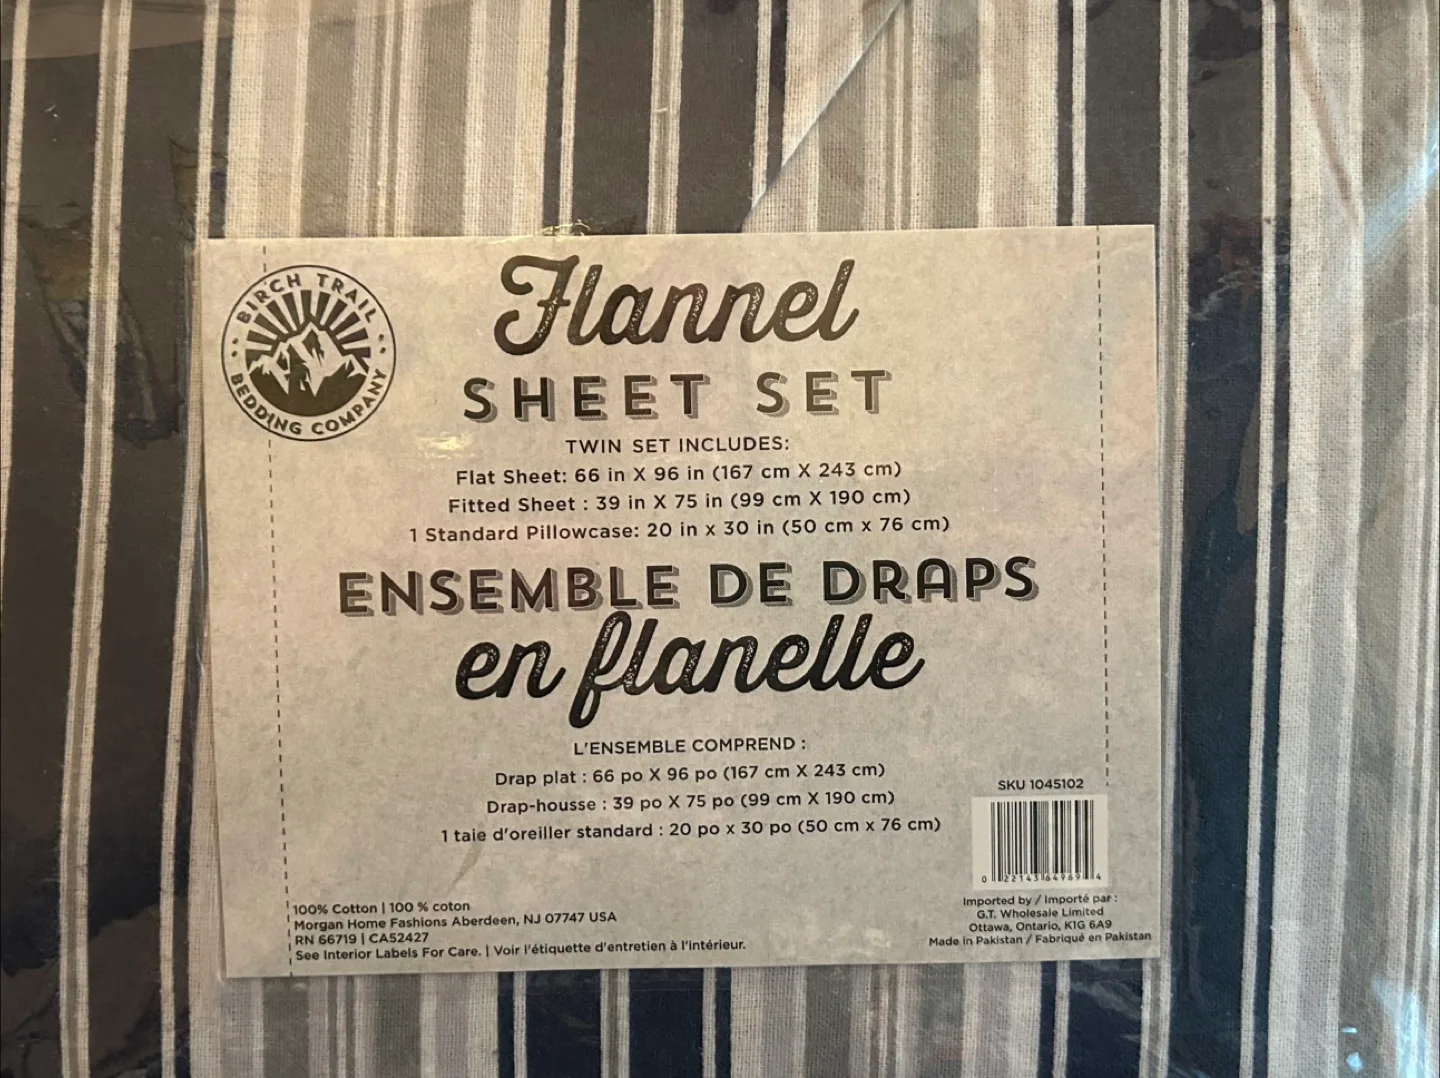 BIRCH TRAIL
BEDDING COMPANY
Flannel
SHEET SET
TWIN SET INCLUDES:
Flat Sheet: 66 in X 96 in (167 cm X 243 cm)
Fitted Sheet : 39 in X 75 in (99 cm X 190 cm)
1 Standard Pillowcase: 20 in x 30 in (50 cm x 76 cm)
ENSEMBLE DE DRAPS
en flanelle
L'ENSEMBLE COMPREND :
Drap plat : 66 po X 96 po (167 cm X 243 cm)
Drap-housse : 39 po X 75 po (99 cm X 190 cm)
1 taie d'oreiller standard : 20 po x 30 po (50 cm x 76 cm)
SKU 1045102
0 22143 64969 4
100% Cotton | 100 % coton
Morgan Home Fashions Aberdeen, NJ 07747 USA
RN 66719 | CA52427
See Interior Labels For Care. | Voir l'étiquette d'entretien à l'intérieur.
Imported by / Importé par :
G.T. Wholesale Limited
Ottawa, Ontario, K1G 6A9
Made in Pakistan / Fabriqué en Pakistan